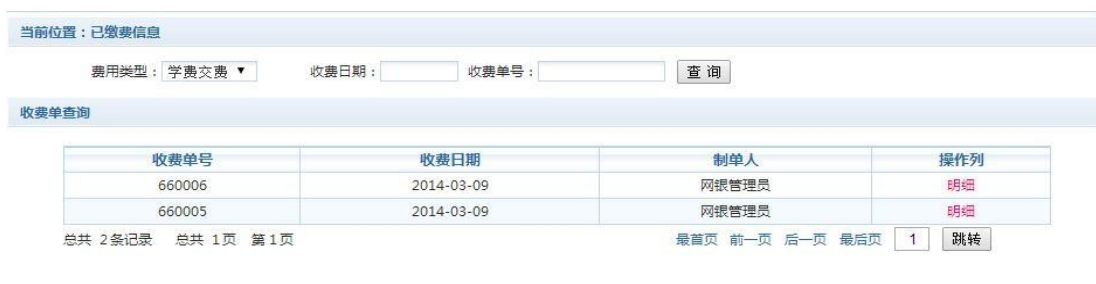 当前位置：已缴费信息
费用类型： 学费交费 ▼ 收费日期： 收费单号： 查 询
收费单查询
收费单号 收费日期 制单人 操作列
660006 2014-03-09 网银管理员 明细
660005 2014-03-09 网银管理员 明细
总共 2条记录 总共 1页 第1页 最首页 前一页 后一页 最后页 1 跳转